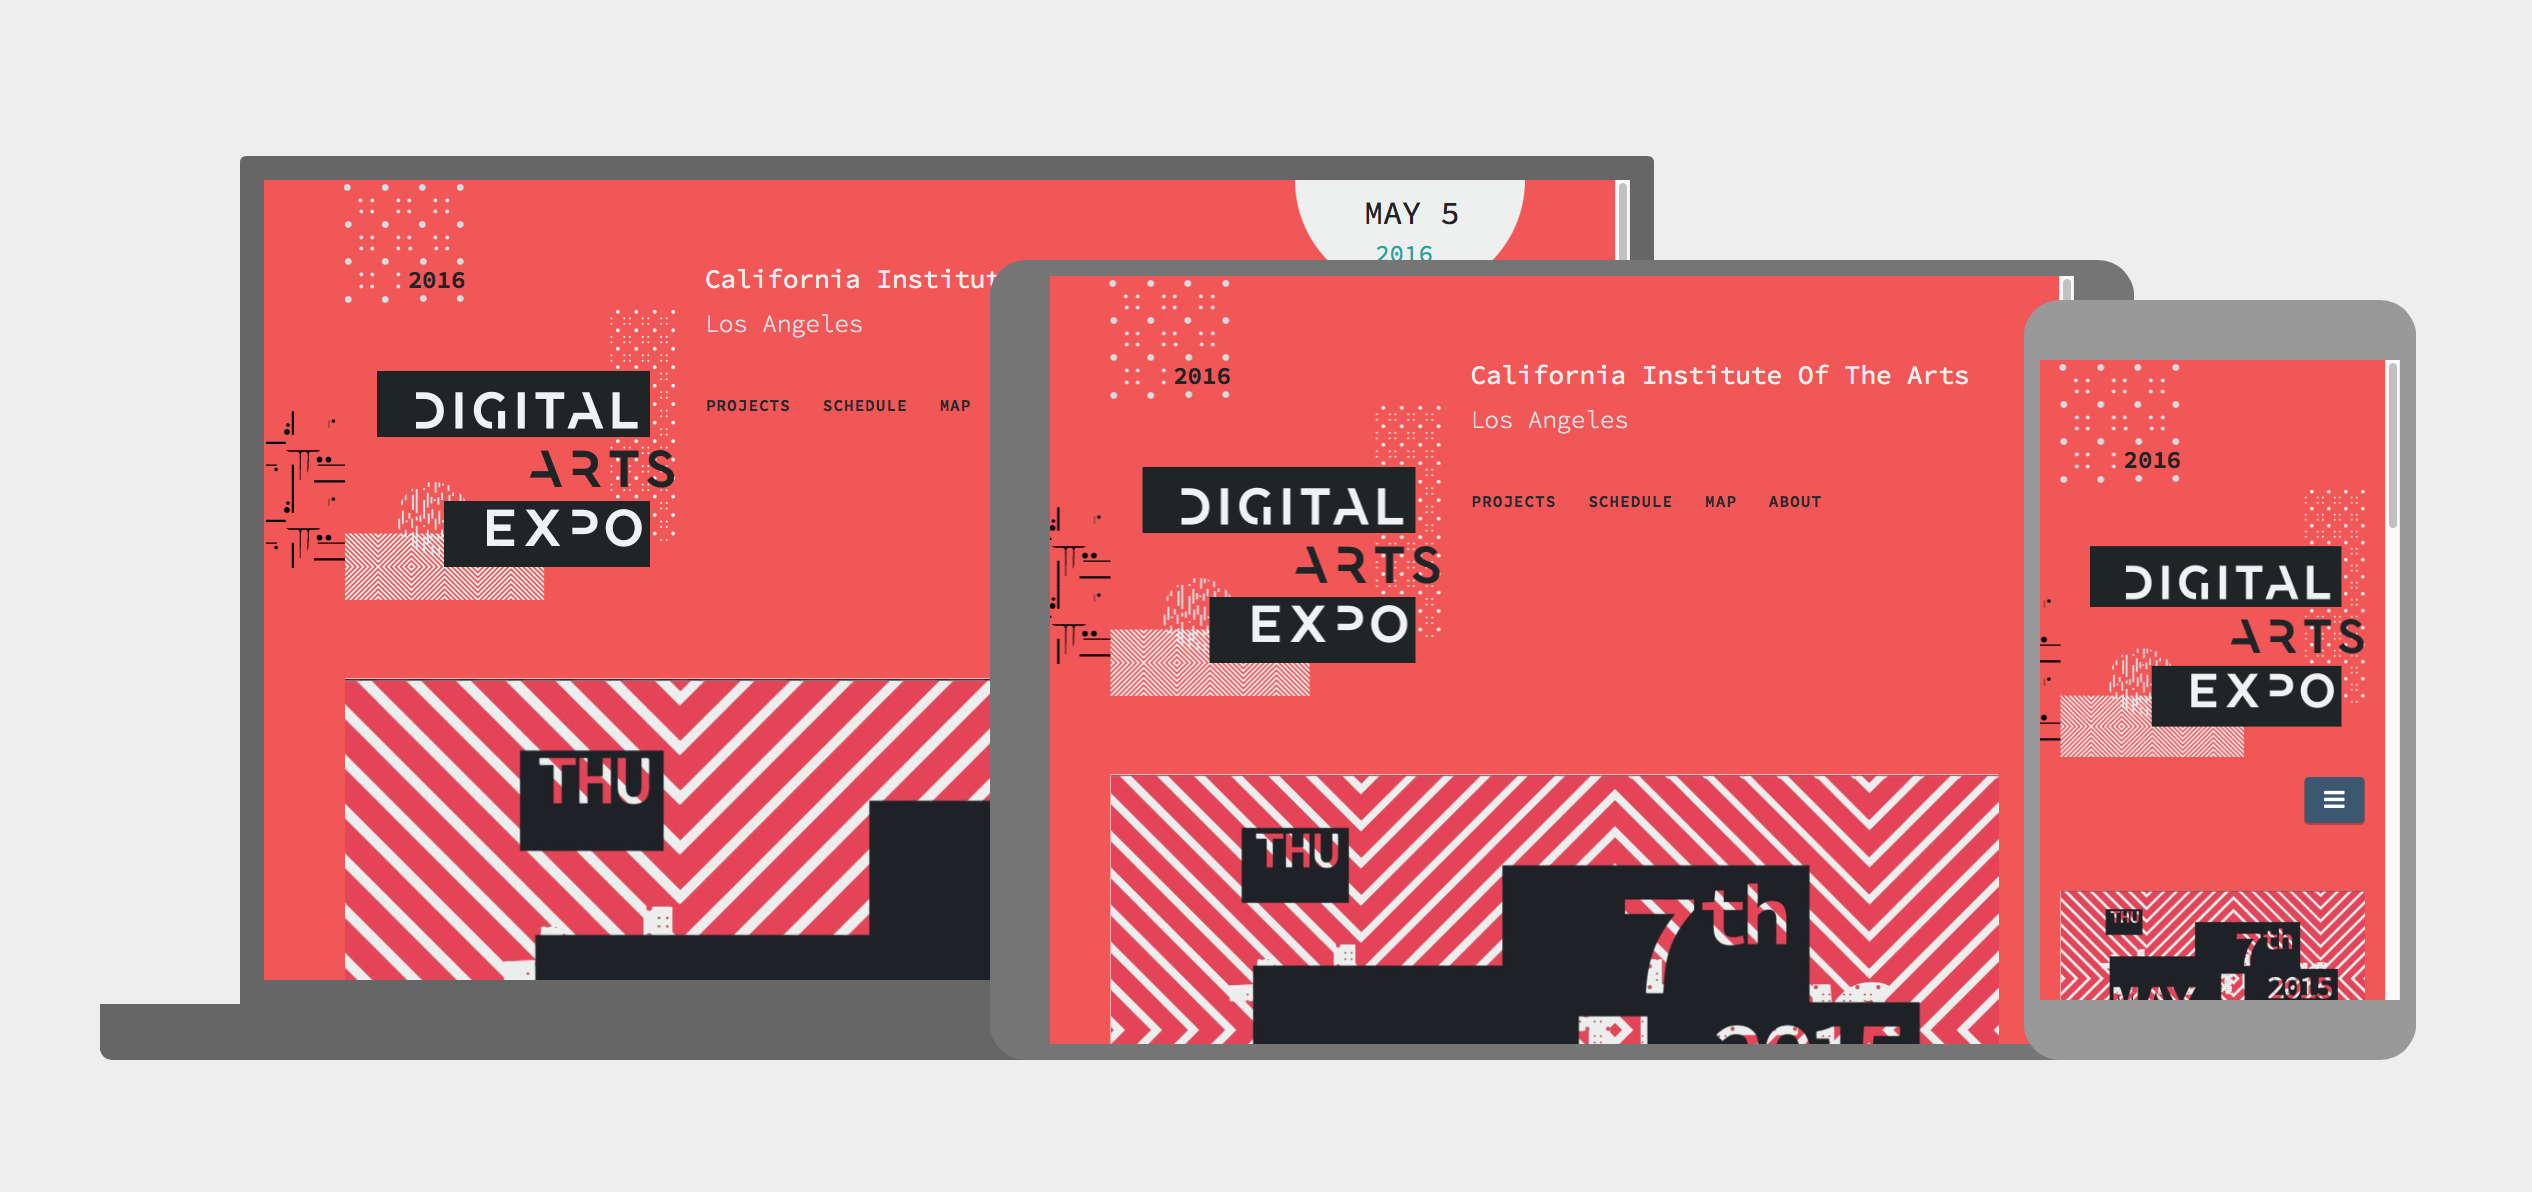 2016
MAY 5
2016
California Institut
Los Angeles
PROJECTS SCHEDULE MAP
DIGITAL
ARTS
EXPO
THU
2016
California Institute Of The Arts
Los Angeles
PROJECTS SCHEDULE MAP ABOUT
DIGITAL
ARTS
EXPO
THU
7th
2015
2016
DIGITAL
ARTS
EXPO
THU
7th
MAY
2015